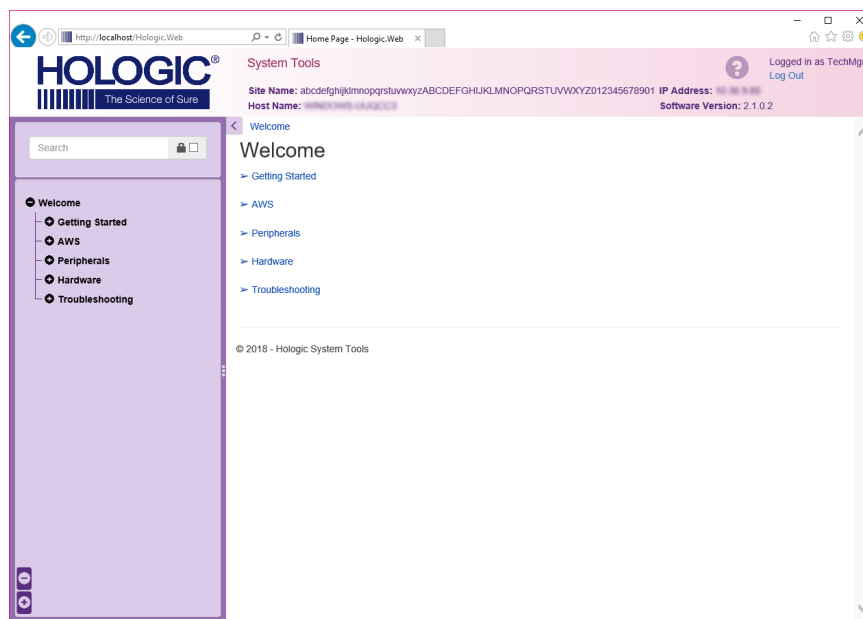 http://localhost/Hologic.Web
Home Page - Hologic.Web
HOLOGIC®
The Science of Sure
System Tools
Logged in as TechMgr
Log Out
Site Name: abcdefghijklmnopqrstuvwxyzABCDEFGHIJKLMNOPQRSTUVWXYZ012345678901 IP Address:
Host Name:
Software Version: 2.1.0.2
Search
Welcome
Getting Started
AWS
Peripherals
Hardware
Troubleshooting
Welcome
Welcome
➢ Getting Started
➢ AWS
➢ Peripherals
➢ Hardware
➢ Troubleshooting
© 2018 - Hologic System Tools